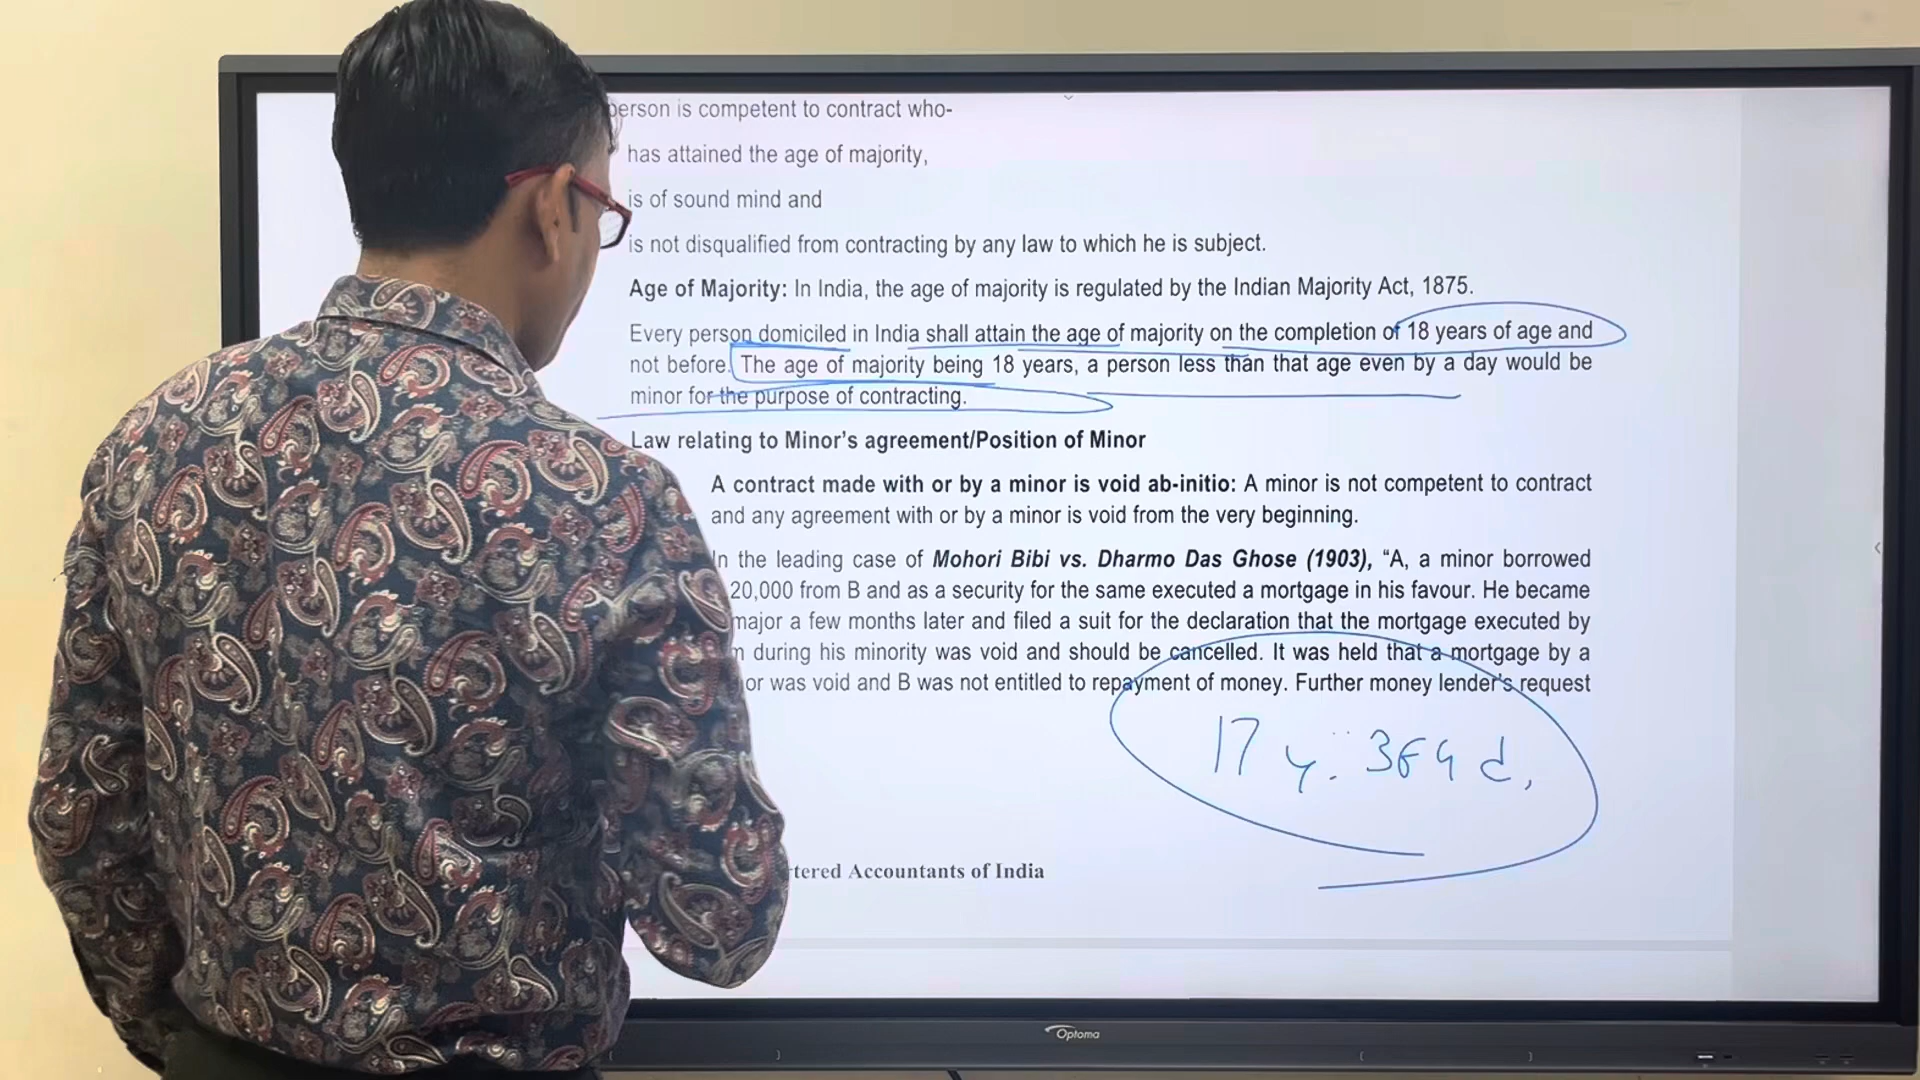 person is competent to contract who-
has attained the age of majority,
is of sound mind and
is not disqualified from contracting by any law to which he is subject.
Age of Majority: In India, the age of majority is regulated by the Indian Majority Act, 1875.
Every person domiciled in India shall attain the age of majority on the completion of 18 years of age and
not before. The age of majority being 18 years, a person less than that age even by a day would be
minor for the purpose of contracting.
Law relating to Minor’s agreement/Position of Minor
A contract made with or by a minor is void ab-initio: A minor is not competent to contract
and any agreement with or by a minor is void from the very beginning.
In the leading case of Mohori Bibi vs. Dharmo Das Ghose (1903), “A, a minor borrowed
20,000 from B and as a security for the same executed a mortgage in his favour. He became
major a few months later and filed a suit for the declaration that the mortgage executed by
during his minority was void and should be cancelled. It was held that a mortgage by a
was void and B was not entitled to repayment of money. Further money lender’s request
17 y. 364 d,
Accountants of India
Optoma